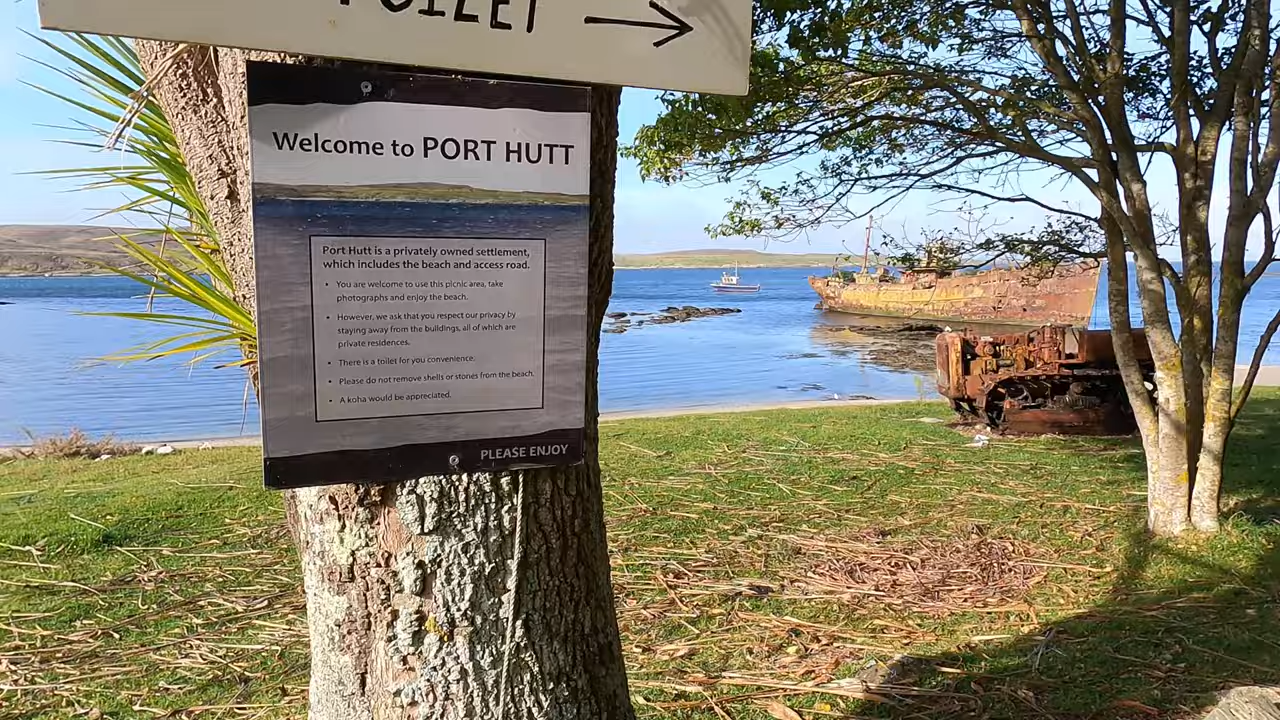 TOILET
Welcome to PORT HUTT
Port Hutt is a privately owned settlement,
which includes the beach and access road.
• You are welcome to use this picnic area, take
photographs and enjoy the beach.
• However, we ask that you respect our privacy by
staying away from the buildings, all of which are
private residences.
• There is a toilet for you convenience.
• Please do not remove shells or stones from the beach.
• A koha would be appreciated.
PLEASE ENJOY